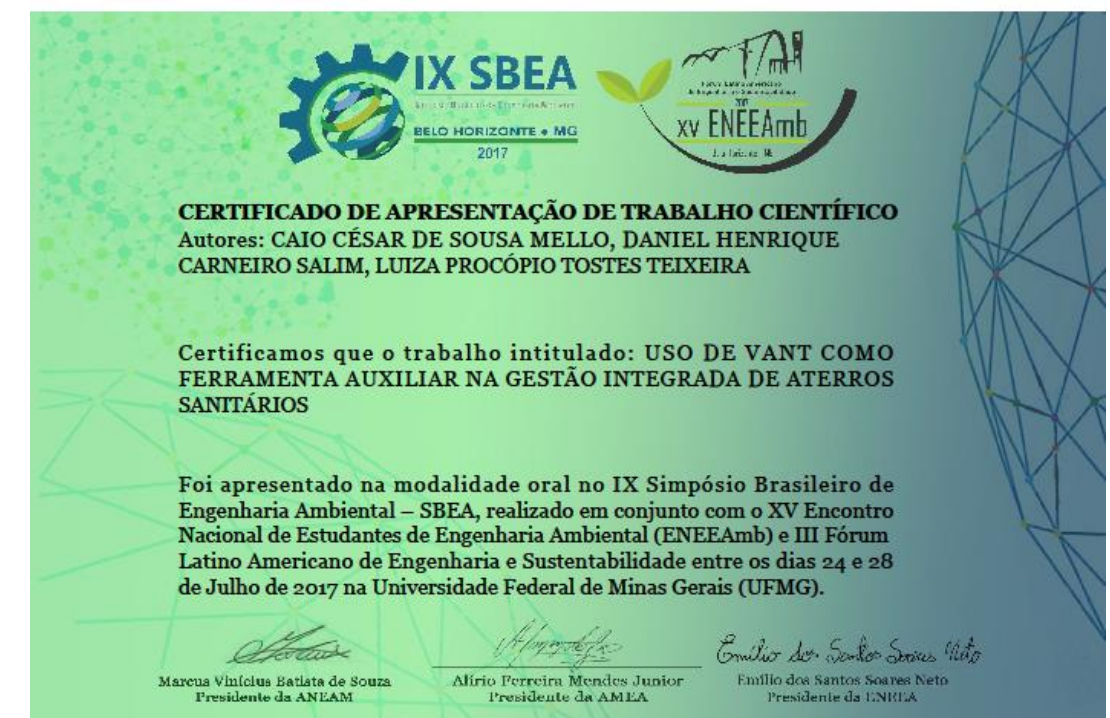 IX SBEA
BELO HORIZONTE • MG
2017
2017
XV ENEEAmb
CERTIFICADO DE APRESENTAÇÃO DE TRABALHO CIENTÍFICO
Autores: CAIO CÉSAR DE SOUSA MELLO, DANIEL HENRIQUE
CARNEIRO SALIM, LUIZA PROCÓPIO TOSTES TEIXEIRA
Certificamos que o trabalho intitulado: USO DE VANT COMO
FERRAMENTA AUXILIAR NA GESTÃO INTEGRADA DE ATERROS
SANITÁRIOS
Foi apresentado na modalidade oral no IX Simpósio Brasileiro de
Engenharia Ambiental – SBEA, realizado em conjunto com o XV Encontro
Nacional de Estudantes de Engenharia Ambiental (ENEEAmb) e III Fórum
Latino Americano de Engenharia e Sustentabilidade entre os dias 24 e 28
de Julho de 2017 na Universidade Federal de Minas Gerais (UFMG).
Emílio dos Santos Soares Neto
Marcus Vinícius Batista de Souza
Presidente da ANEAM
Alírio Ferreira Mendes Junior
Presidente da AMEA
Emílio dos Santos Soares Neto
Presidente da ENEEA